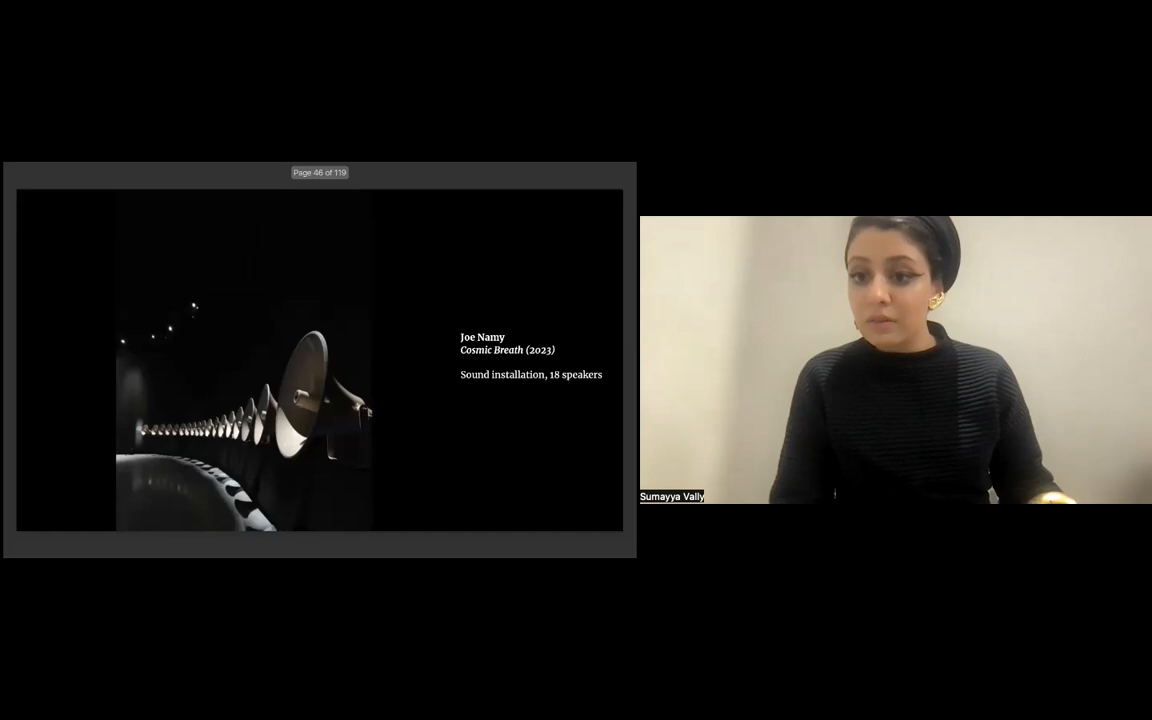 Page 46 of 119
Joe Namy
Cosmic Breath (2023)
Sound installation, 18 speakers
Sumayya Vally